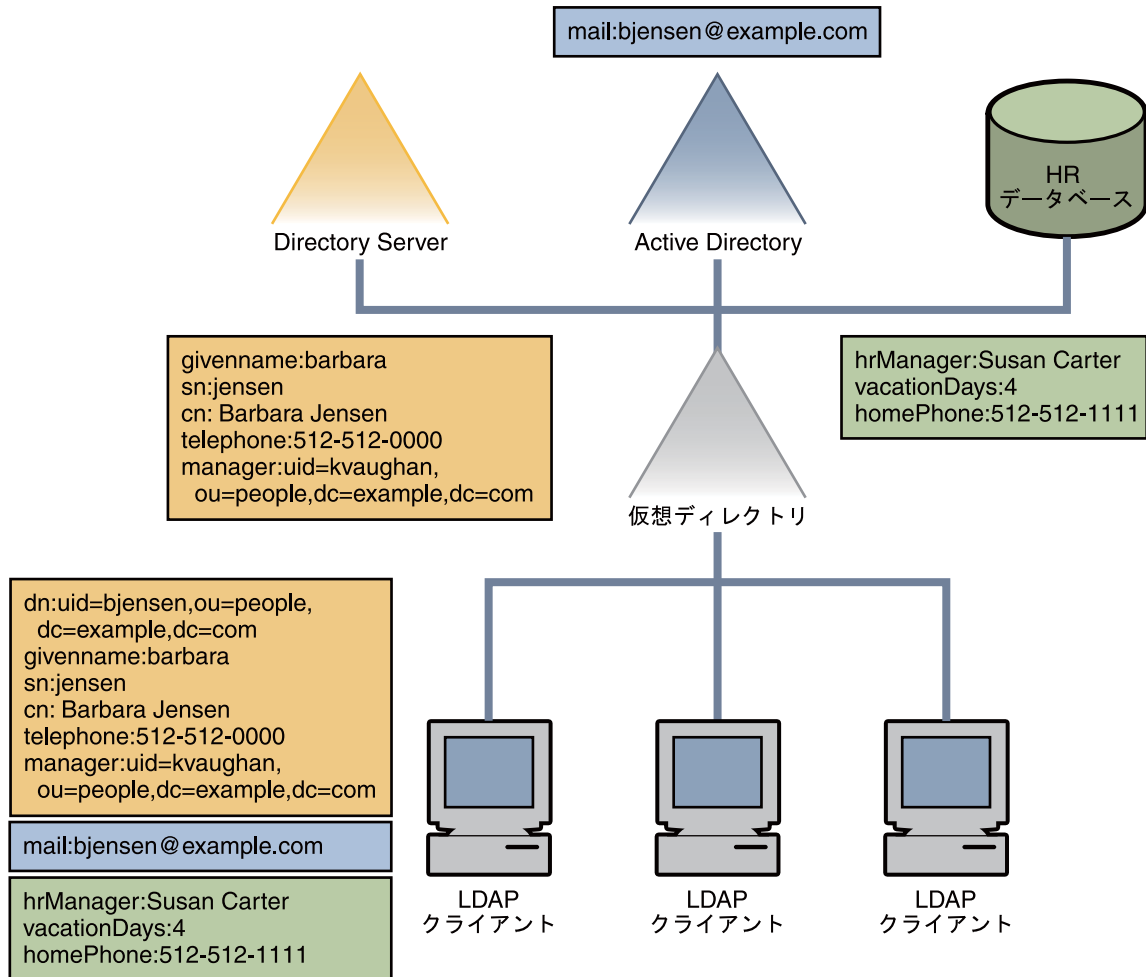 mail:bjensen@example.com
HR
データベース
Directory Server
Active Directory
givenname:barbara
sn:jensen
cn: Barbara Jensen
telephone:512-512-0000
manager:uid=kvaughan,
ou=people,dc=example,dc=com
hrManager:Susan Carter
vacationDays:4
homePhone:512-512-1111
仮想ディレクトリ
dn:uid=bjensen,ou=people,
dc=example,dc=com
givenname:barbara
sn:jensen
cn: Barbara Jensen
telephone:512-512-0000
manager:uid=kvaughan,
ou=people,dc=example,dc=com
mail:bjensen@example.com
hrManager:Susan Carter
vacationDays:4
homePhone:512-512-1111
LDAP
クライアント
LDAP
クライアント
LDAP
クライアント